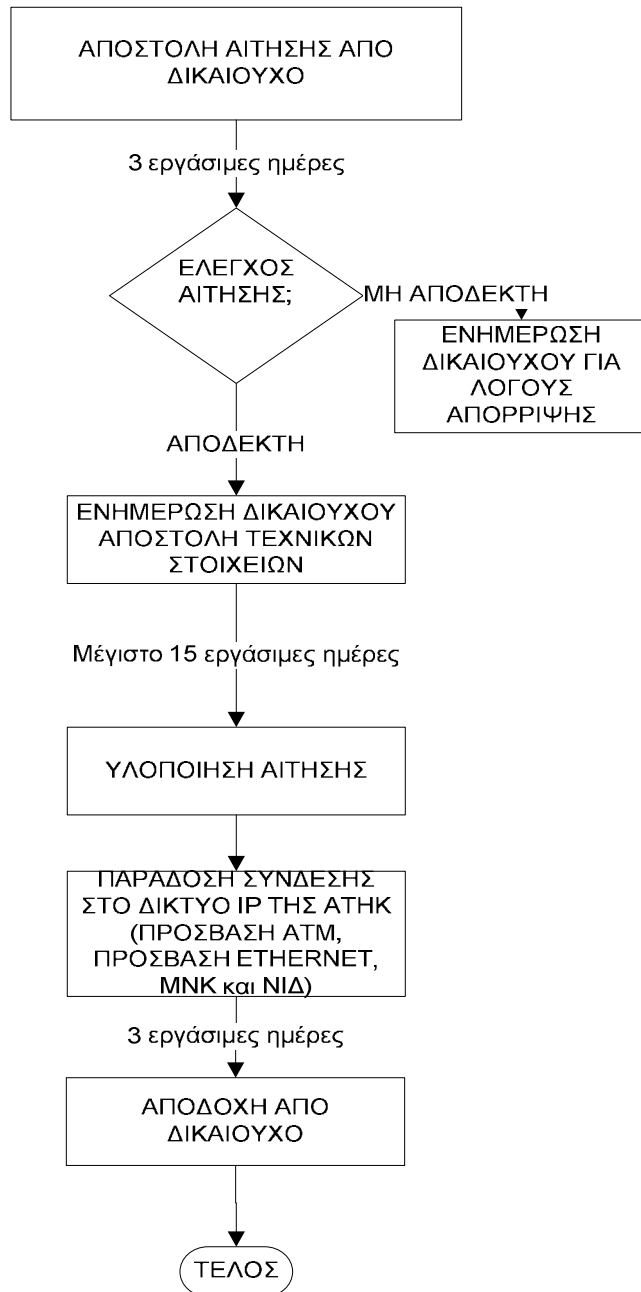 ΑΠΟΣΤΟΛΗ ΑΙΤΗΣΗΣ ΑΠΟ
ΔΙΚΑΙΟΥΧΟ
3 εργάσιμες ημέρες
ΕΛΕΓΧΟΣ
ΑΙΤΗΣΗΣ;
ΜΗ ΑΠΟΔΕΚΤΗ
ΕΝΗΜΕΡΩΣΗ
ΔΙΚΑΙΟΥΧΟΥ ΓΙΑ
ΛΟΓΟΥΣ
ΑΠΟΡΡΙΨΗΣ
ΑΠΟΔΕΚΤΗ
ΕΝΗΜΕΡΩΣΗ ΔΙΚΑΙΟΥΧΟΥ
ΑΠΟΣΤΟΛΗ ΤΕΧΝΙΚΩΝ
ΣΤΟΙΧΕΙΩΝ
Μέγιστο 15 εργάσιμες ημέρες
ΥΛΟΠΟΙΗΣΗ ΑΙΤΗΣΗΣ
ΠΑΡΑΔΟΣΗ ΣΥΝΔΕΣΗΣ
ΣΤΟ ΔΙΚΤΥΟ IP ΤΗΣ ΑΤΗΚ
(ΠΡΟΣΒΑΣΗ ATM,
ΠΡΟΣΒΑΣΗ ETHERNET,
ΜΝΚ και ΝΙΔ)
3 εργάσιμες ημέρες
ΑΠΟΔΟΧΗ ΑΠΟ
ΔΙΚΑΙΟΥΧΟ
ΤΕΛΟΣ